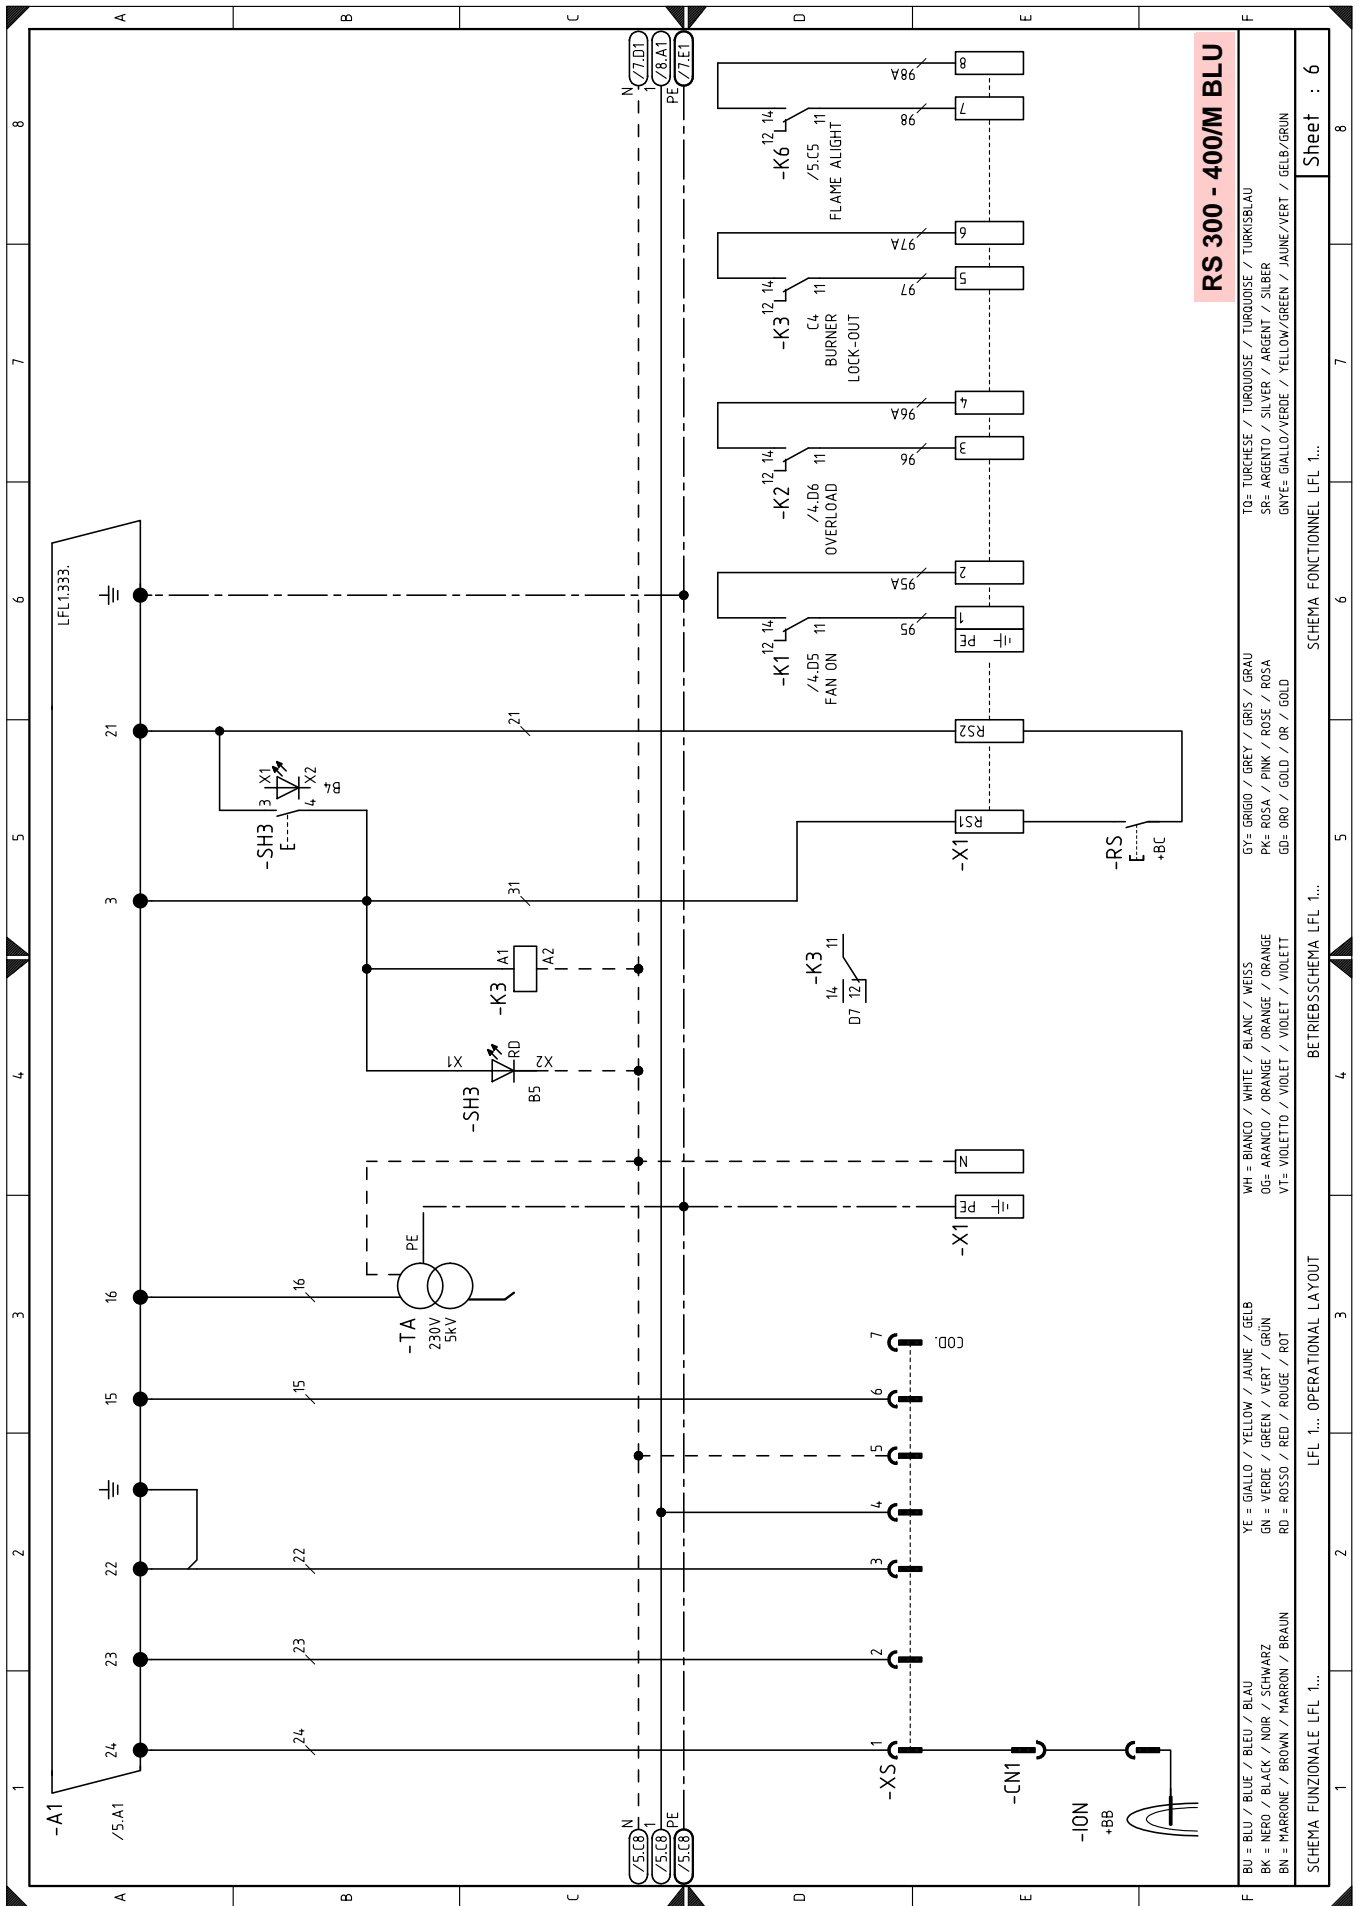 1 2 3 4 5 6 7 8
A
B
C
D
E
F
-A1
/5.A1
LFL1.333.
24
23
22
15
16
3
21
24
23
22
15
16
31
21
-TA
230V
5kV
PE
-SH3
X1
X2
RD
B5
-K3
A1
A2
-SH3
3
4
X1
X2
B4
/5.C8
N
/5.C8
1
/5.C8
PE
N
/7.D1
1
/8.A1
PE
/7.E1
-XS
1
2
3
4
5
6
7
COD.
-CN1
-ION
+BB
-X1
PE
N
-K3
14
12
11
D7
-X1
RS1
RS2
-RS
+BC
-K1
12
14
11
/4.D5
FAN ON
95
95A
PE
1
2
-K2
12
14
11
/4.D6
OVERLOAD
96
96A
3
4
-K3
12
14
11
C4
BURNER
LOCK-OUT
97
97A
5
6
-K6
12
14
11
/5.C5
FLAME ALIGHT
98
98A
7
8
RS 300 - 400/M BLU
BU = BLU / BLUE / BLEU / BLAU
BK = NERO / BLACK / NOIR / SCHWARZ
BN = MARRONE / BROWN / MARRON / BRAUN
YE = GIALLO / YELLOW / JAUNE / GELB
GN = VERDE / GREEN / VERT / GRÜN
RD = ROSSO / RED / ROUGE / ROT
WH = BIANCO / WHITE / BLANC / WEISS
OG= ARANCIO / ORANGE / ORANGE / ORANGE
VT= VIOLETTO / VIOLET / VIOLET / VIOLETT
GY= GRIGIO / GREY / GRIS / GRAU
PK= ROSA / PINK / ROSE / ROSA
GD= ORO / GOLD / OR / GOLD
TQ= TURCHESE / TURQUOISE / TURQUOISE / TURKISBLAU
SR= ARGENTO / SILVER / ARGENT / SILBER
GNYE= GIALLO/VERDE / YELLOW/GREEN / JAUNE/VERT / GELB/GRUN
SCHEMA FUNZIONALE LFL 1...
LFL 1... OPERATIONAL LAYOUT
BETRIEBSSCHEMA LFL 1...
SCHEMA FONCTIONNEL LFL 1...
Sheet : 6
1 2 3 4 5 6 7 8
A
B
C
D
E
F